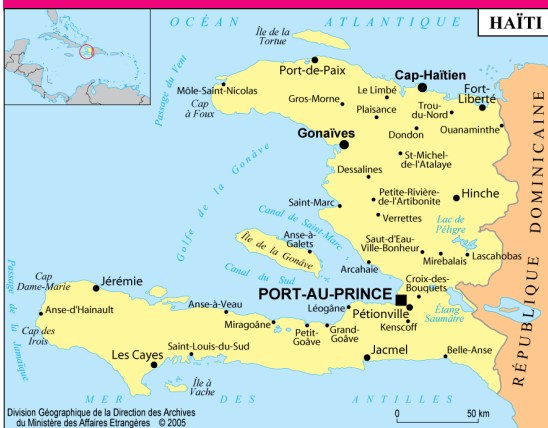 OCÉAN ATLANTIQUE
HAÏTI
Île de la
Tortue
Port-de-Paix
Cap-Haïtien
Passage du Vent
Môle-Saint-Nicolas
Cap
à Foux
Gros-Morne
Le Limbé
Plaisance
Trou-
du-Nord
Fort-
Liberté
Dondon
Ouanaminthe
Gonaïves
St-Michel-
de-l'Atalaye
Dessalines
Golfe de la Gonâve
Saint-Marc
Petite-Rivière-
de-l'Artibonite
Hinche
Verrettes
Canal de Saint-Marc
Lac de
Péligre
Anse-à-
Galets
Île de la Gonâve
Saut-d'Eau-
Ville-Bonheur
Mirebalais
Lascahobas
Arcahaie
Canal du Sud
Croix-des-
Bouquets
Passage de la Jamaïque
Cap
Dame-Marie
Jérémie
PORT-AU-PRINCE
Étang
Saumâtre
Anse-à-Veau
Léogâne
Pétionville
Anse-d'Hainault
Miragoâne
Petit-
Goâve
Grand-
Goâve
Kenscoff
Cap des
Irois
Les Cayes
Saint-Louis-du-Sud
Jacmel
Belle-Anse
Île à
Vache
RÉPUBLIQUE DOMINICAINE
MER DES ANTILLES
Division Géographique de la Direction des Archives
du Ministère des Affaires Etrangères © 2005
0 50 km